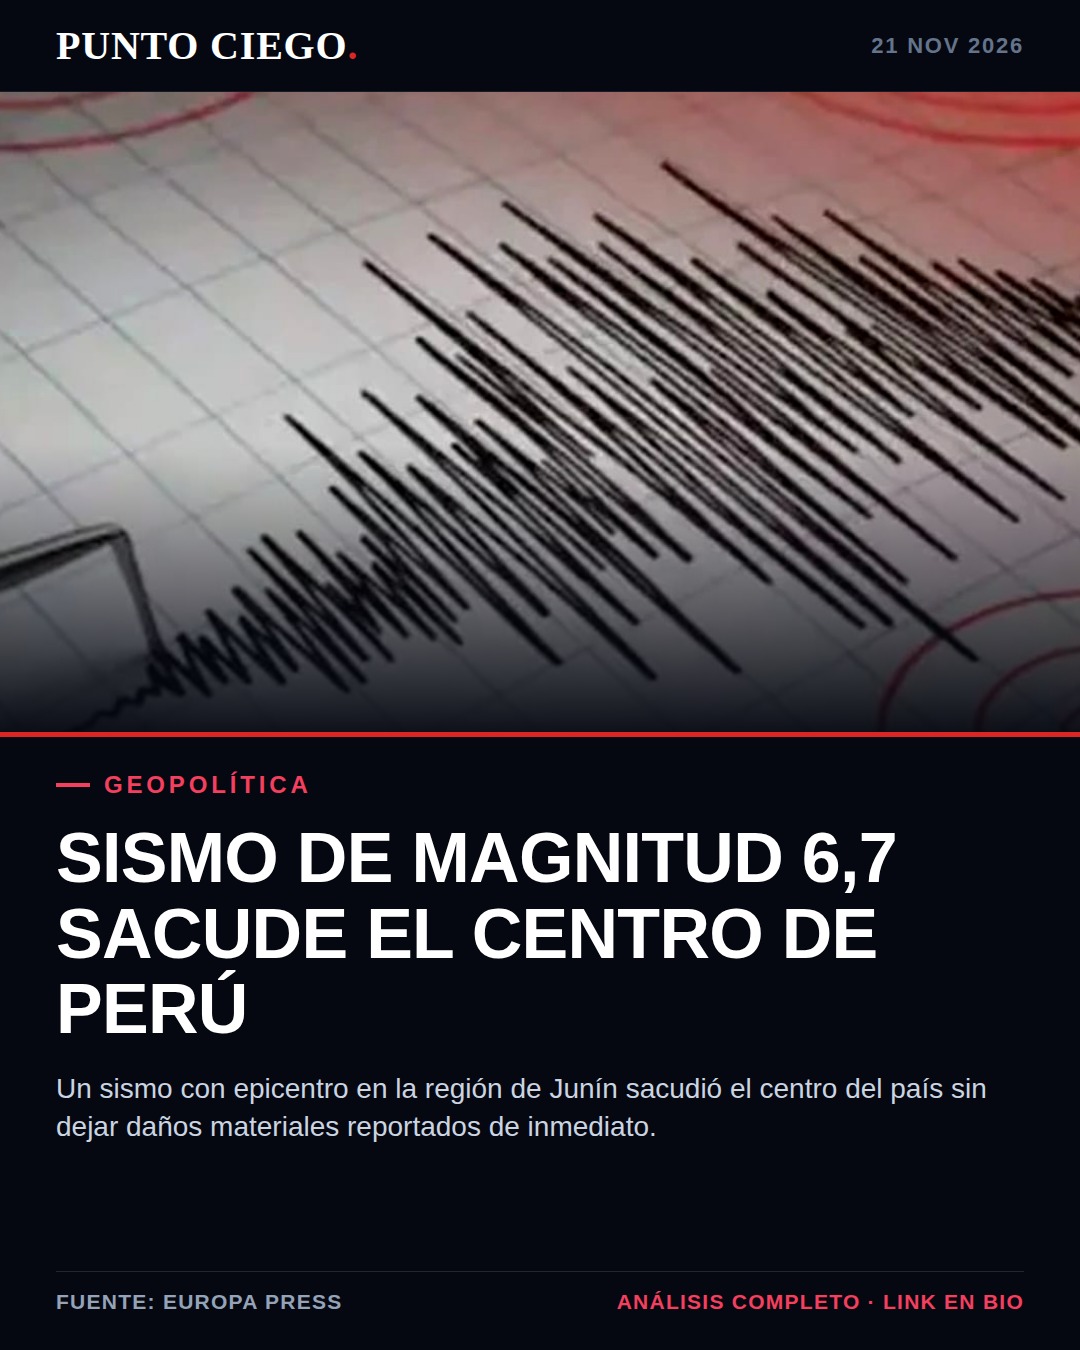 PUNTO CIEGO.
21 NOV 2026
GEOPOLÍTICA
SISMO DE MAGNITUD 6,7
SACUDE EL CENTRO DE
PERÚ
Un sismo con epicentro en la región de Junín sacudió el centro del país sin
dejar daños materiales reportados de inmediato.
FUENTE: EUROPA PRESS
ANÁLISIS COMPLETO · LINK EN BIO